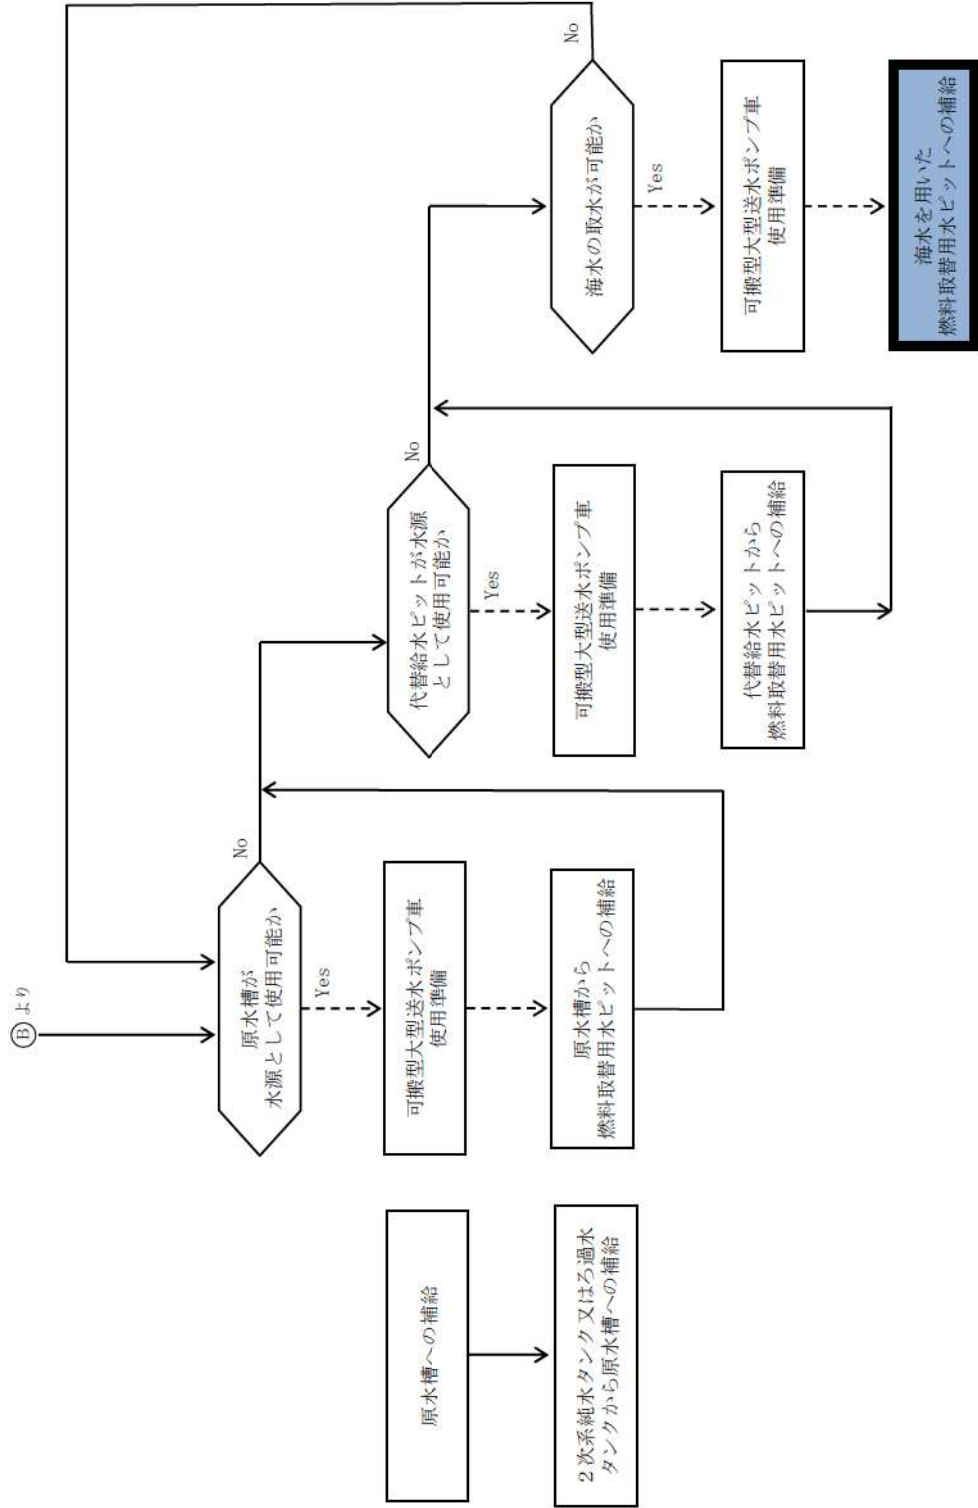 Ⓑより
原水槽が
水源として使用可能か
No
Yes
可搬型大型送水ポンプ車
使用準備
原水槽から
燃料取替用水ピットへの補給
代替給水ピットが水源
として使用可能か
No
Yes
可搬型大型送水ポンプ車
使用準備
代替給水ピットから
燃料取替用水ピットへの補給
海水の取水が可能か
No
Yes
可搬型大型送水ポンプ車
使用準備
海水を用いた
燃料取替用水ピットへの補給
原水槽への補給
2次系純水タンク又はろ過水
タンクから原水槽への補給